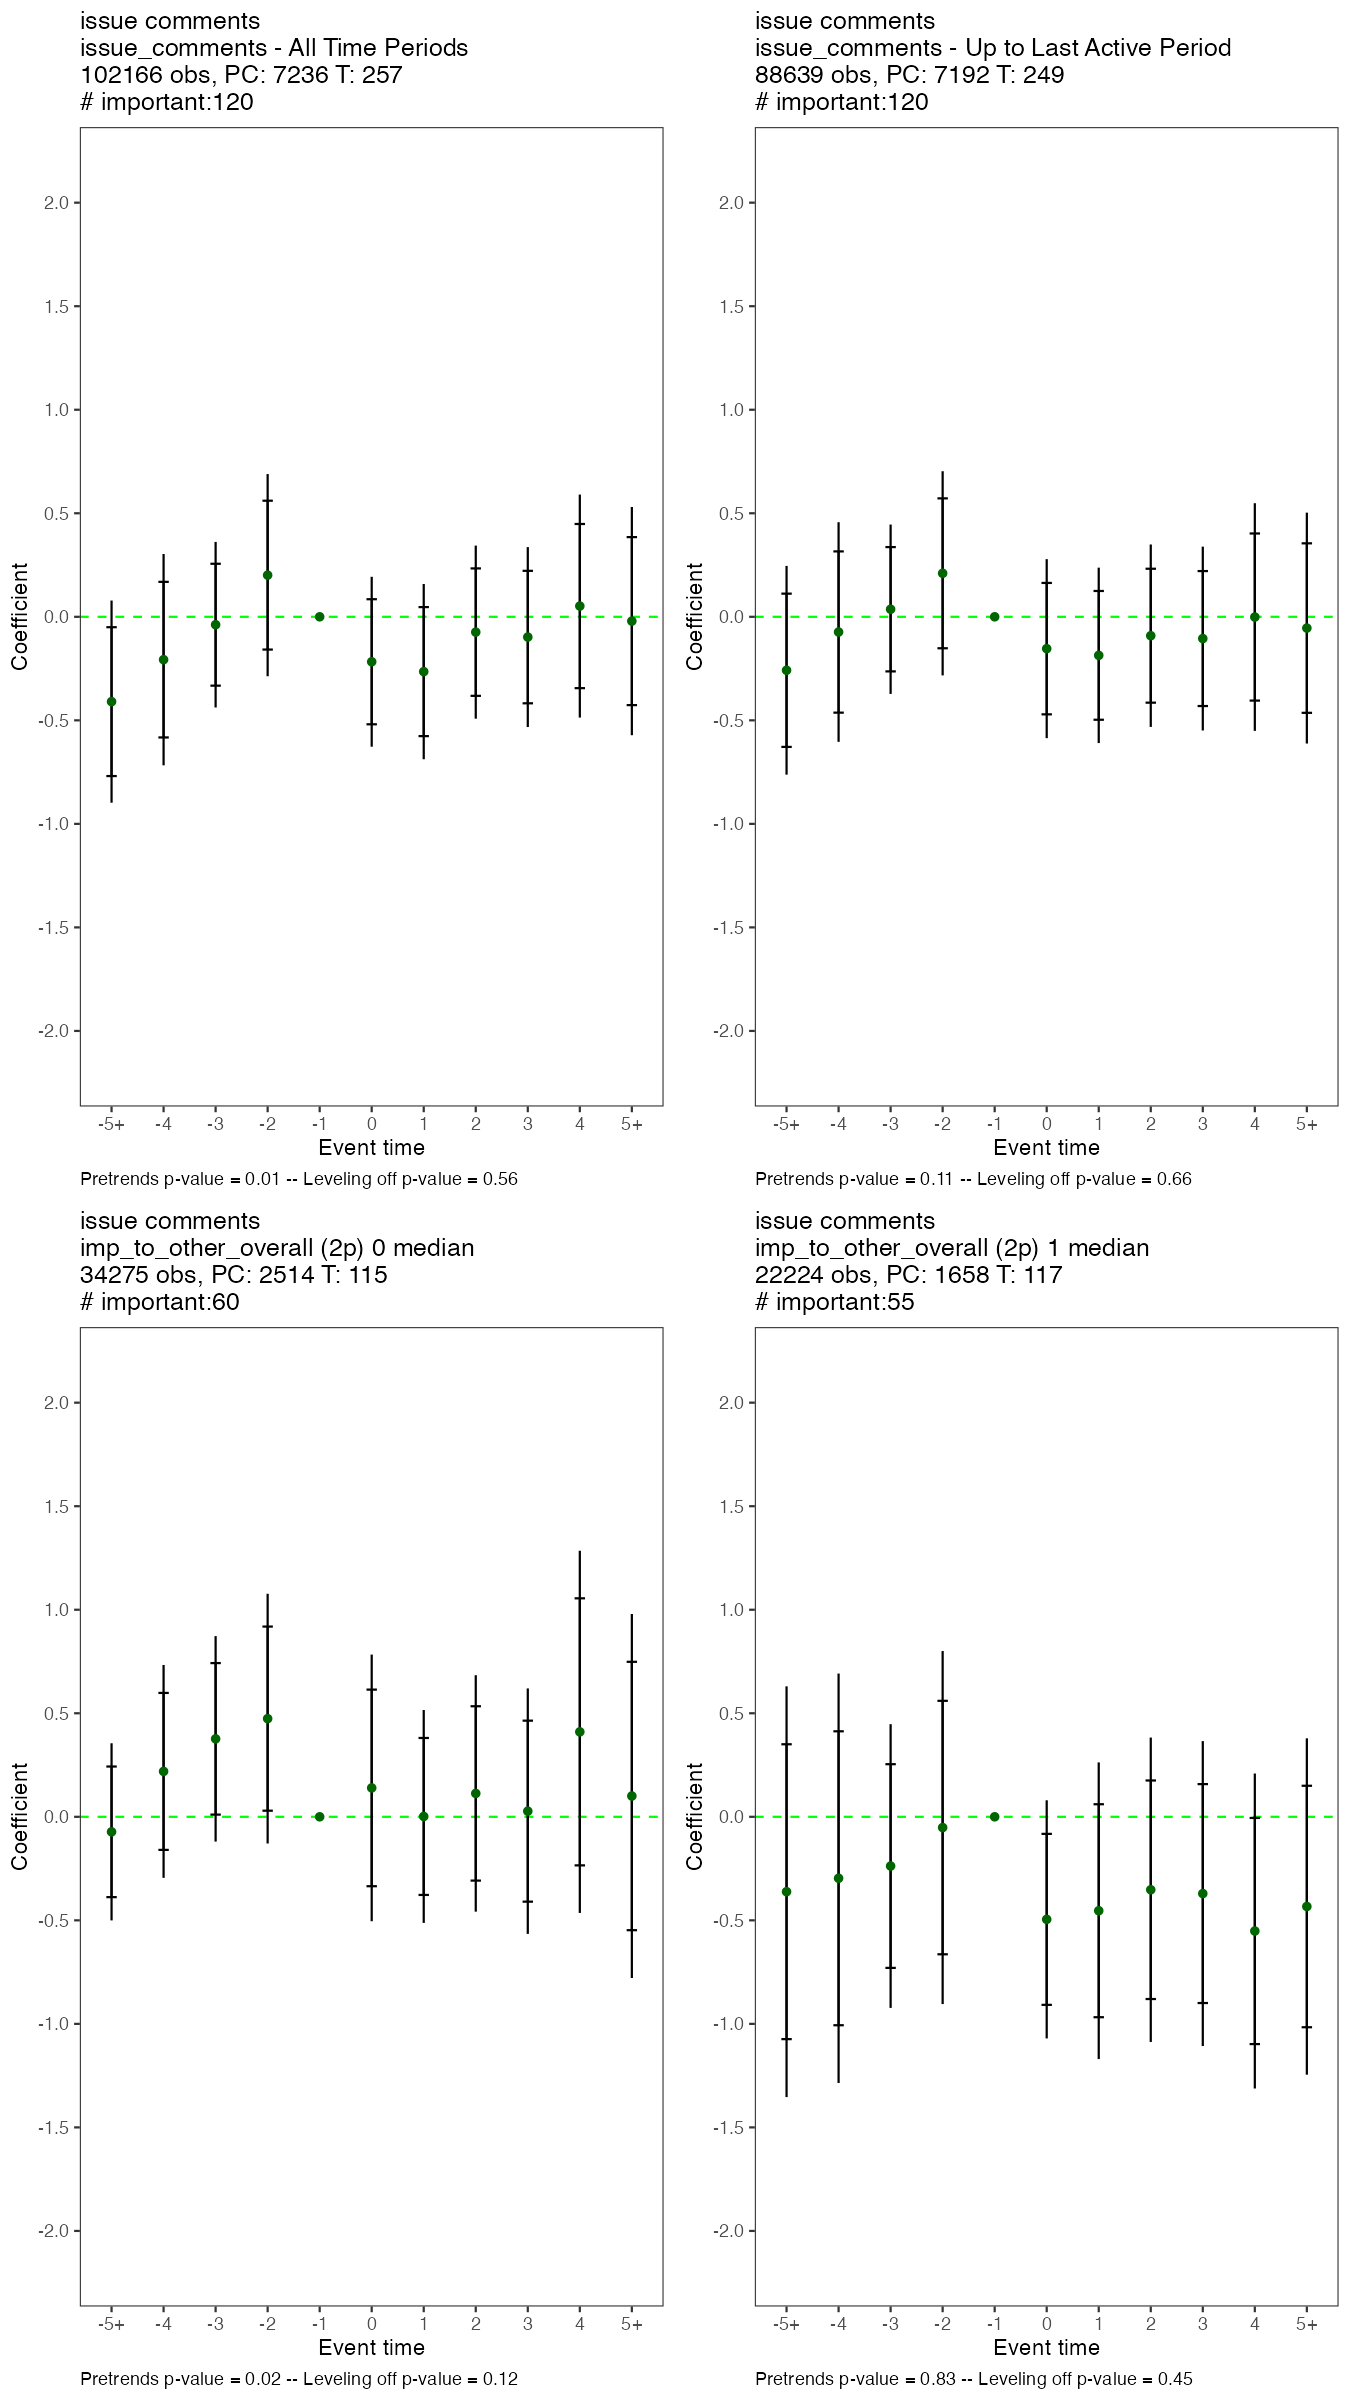 issue comments
issue_comments - All Time Periods
102166 obs, PC: 7236 T: 257
# important:120
Coefficient
2.0
1.5
1.0
0.5
0.0
-0.5
-1.0
-1.5
-2.0
-5+ -4 -3 -2 -1 0 1 2 3 4 5+
Event time
Pretrends p-value = 0.01 -- Leveling off p-value = 0.56
issue comments
issue_comments - Up to Last Active Period
88639 obs, PC: 7192 T: 249
# important:120
Coefficient
2.0
1.5
1.0
0.5
0.0
-0.5
-1.0
-1.5
-2.0
-5+ -4 -3 -2 -1 0 1 2 3 4 5+
Event time
Pretrends p-value = 0.11 -- Leveling off p-value = 0.66
issue comments
imp_to_other_overall (2p) 0 median
34275 obs, PC: 2514 T: 115
# important:60
Coefficient
2.0
1.5
1.0
0.5
0.0
-0.5
-1.0
-1.5
-2.0
-5+ -4 -3 -2 -1 0 1 2 3 4 5+
Event time
Pretrends p-value = 0.02 -- Leveling off p-value = 0.12
issue comments
imp_to_other_overall (2p) 1 median
22224 obs, PC: 1658 T: 117
# important:55
Coefficient
2.0
1.5
1.0
0.5
0.0
-0.5
-1.0
-1.5
-2.0
-5+ -4 -3 -2 -1 0 1 2 3 4 5+
Event time
Pretrends p-value = 0.83 -- Leveling off p-value = 0.45